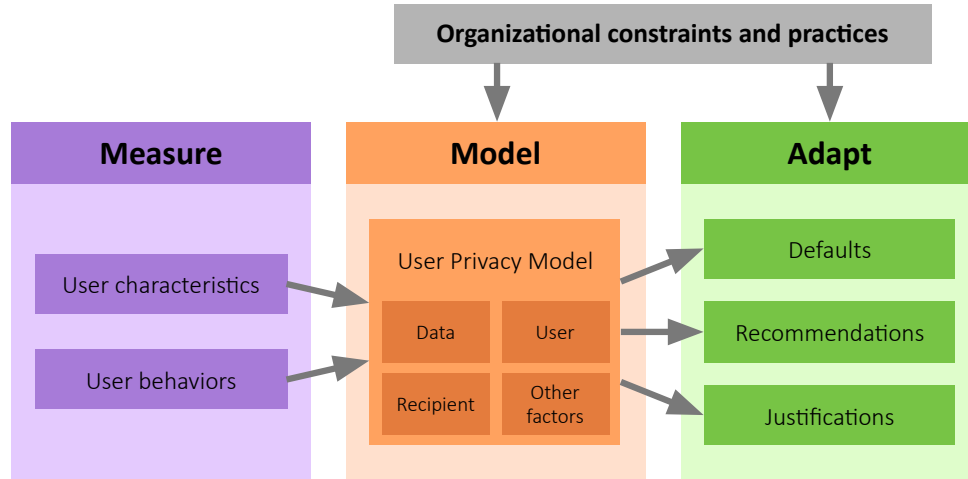 Organizational constraints and practices
Measure
User characteristics
User behaviors
Model
User Privacy Model
Data
User
Recipient
Other
factors
Adapt
Defaults
Recommendations
Justifications